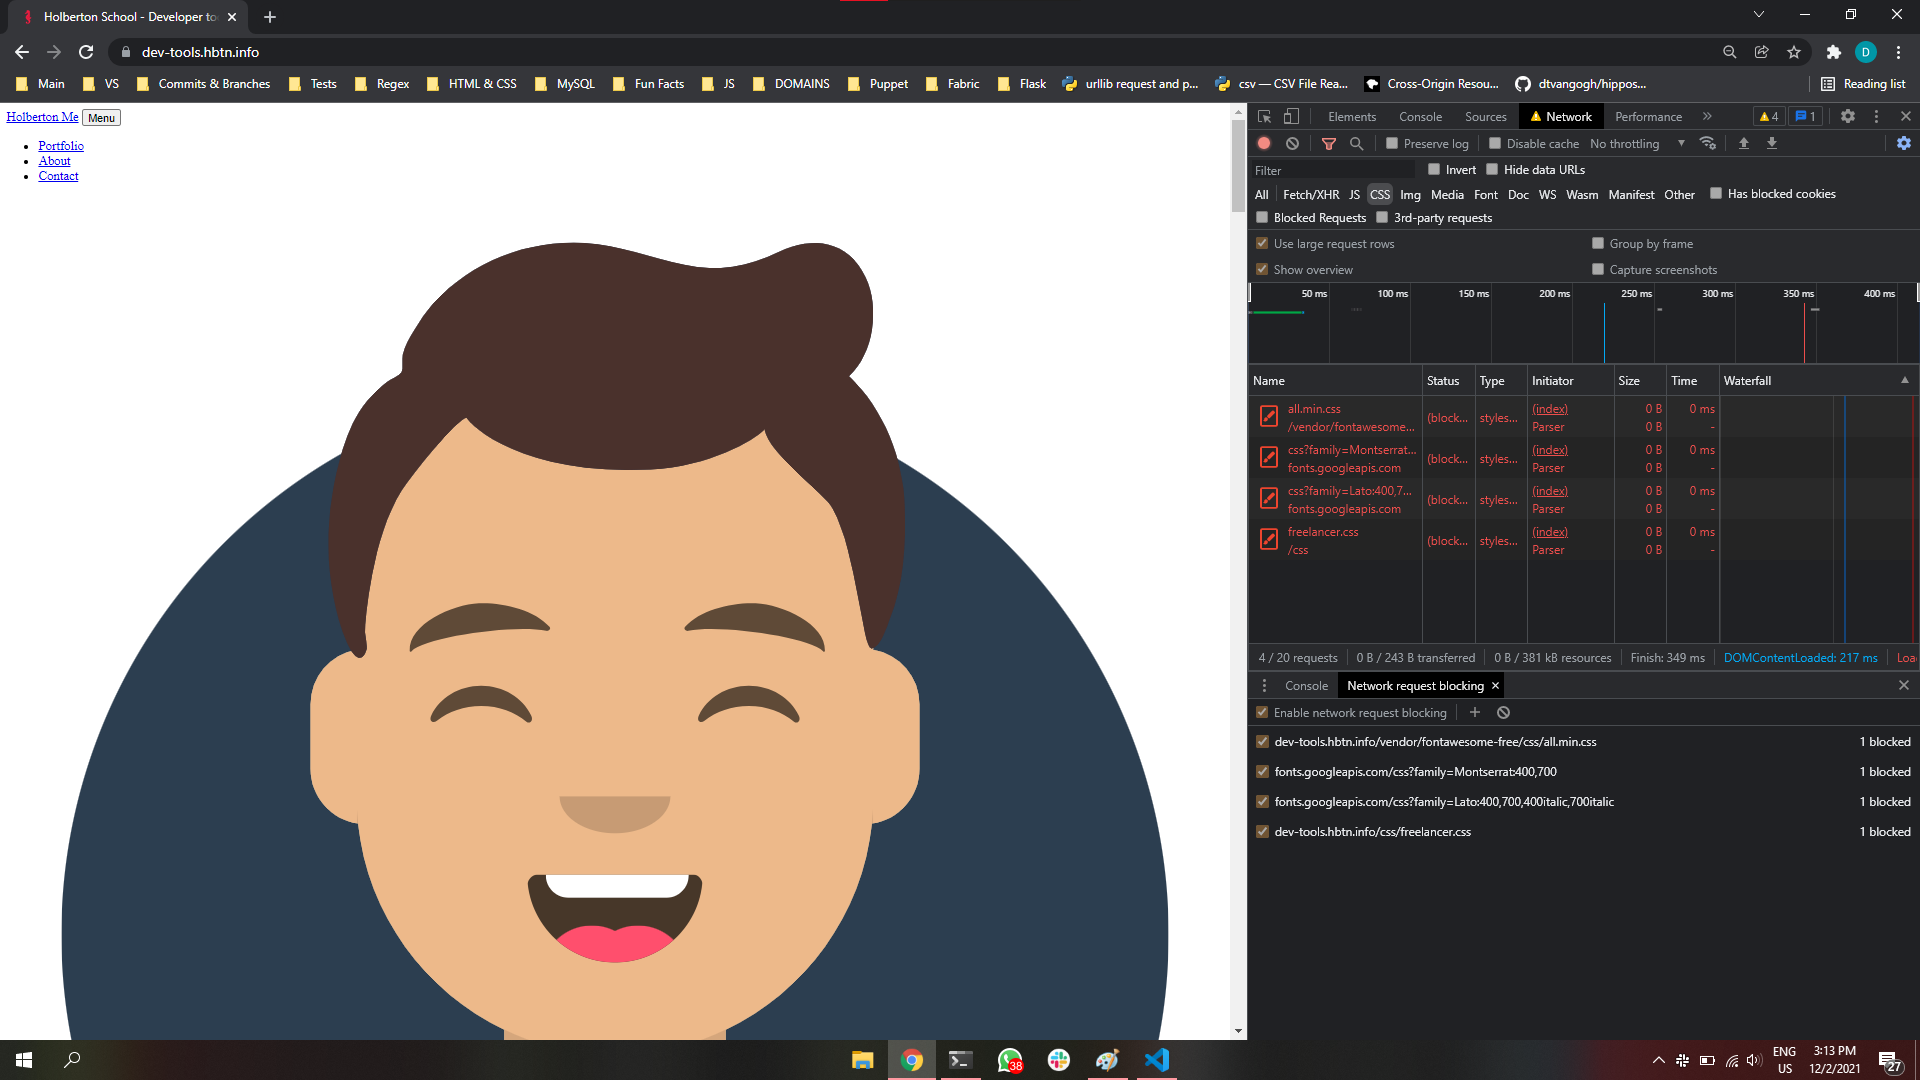 Holberton School - Developer to
dev-tools.hbtn.info
D
Main VS Commits & Branches Tests Regex HTML & CSS MySQL Fun Facts JS DOMAINS Puppet Fabric Flask urllib request and p... csv — CSV File Rea... Cross-Origin Resou... dtvangogh/hippos... Reading list
Holberton Me Menu
Portfolio
About
Contact
Elements Console Sources Network Performance » 4 1
Preserve log Disable cache No throttling
Filter Invert Hide data URLs
All Fetch/XHR JS CSS Img Media Font Doc WS Wasm Manifest Other Has blocked cookies
Blocked Requests 3rd-party requests
Use large request rows Group by frame
Show overview Capture screenshots
50 ms 100 ms 150 ms 200 ms 250 ms 300 ms 350 ms 400 ms
Name Status Type Initiator Size Time Waterfall
all.min.css (index) 0 B 0 ms
/vendor/fontawesome... (block... styles... Parser 0 B -
css?family=Montserrat... (index) 0 B 0 ms
fonts.googleapis.com (block... styles... Parser 0 B -
css?family=Lato:400,7... (index) 0 B 0 ms
fonts.googleapis.com (block... styles... Parser 0 B -
freelancer.css (index) 0 B 0 ms
/css (block... styles... Parser 0 B -
4 / 20 requests 0 B / 243 B transferred 0 B / 381 kB resources Finish: 349 ms DOMContentLoaded: 217 ms Loa
Console Network request blocking ×
Enable network request blocking
dev-tools.hbtn.info/vendor/fontawesome-free/css/all.min.css 1 blocked
fonts.googleapis.com/css?family=Montserrat:400,700 1 blocked
fonts.googleapis.com/css?family=Lato:400,700,400italic,700italic 1 blocked
dev-tools.hbtn.info/css/freelancer.css 1 blocked
38
ENG 3:13 PM
US 12/2/2021 27